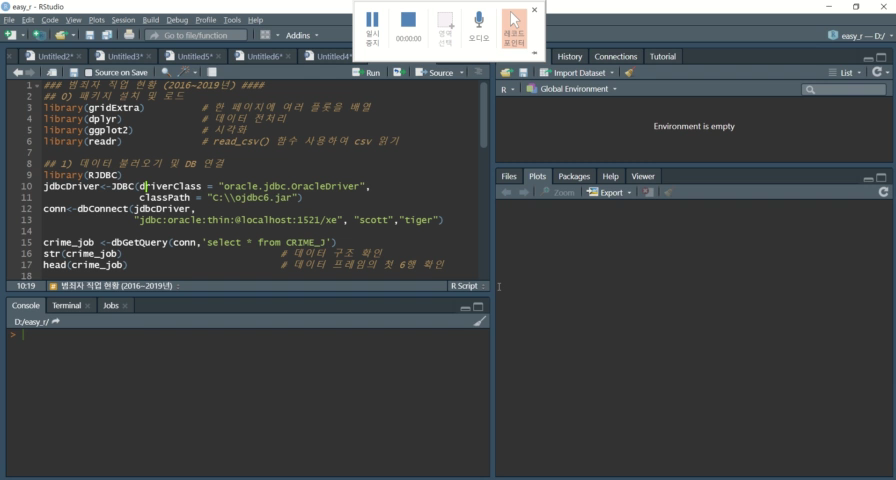 easy_r - RStudio
File Edit Code View Plots Session Build Debug Profile Tools Help
Go to file/function
Addins
easy_r — D:/
일시
중지
00:00:00
영역
선택
오디오
레코드
포인터
Untitled2*
Untitled3*
Untitled5*
Untitled6*
Untitled4*
Source on Save
Run
Source
1 ### 범죄자 직업 현황 (2016~2019년) ####
2 ## 0) 패키지 설치 및 로드
3 library(gridExtra) # 한 페이지에 여러 플롯을 배열
4 library(dplyr) # 데이터 전처리
5 library(ggplot2) # 시각화
6 library(readr) # read_csv() 함수 사용하여 csv 읽기
7
8 ## 1) 데이터 불러오기 및 DB 연결
9 library(RJDBC)
10 jdbcDriver<-JDBC(driverClass = "oracle.jdbc.OracleDriver",
11 classPath = "C:\\ojdbc6.jar")
12 conn<-dbConnect(jdbcDriver,
13 "jdbc:oracle:thin:@localhost:1521/xe", "scott","tiger")
14
15 crime_job <-dbGetQuery(conn,'select * from CRIME_J')
16 str(crime_job) # 데이터 구조 확인
17 head(crime_job) # 데이터 프레임의 첫 6행 확인
18
10:19 범죄자 직업 현황 (2016~2019년) R Script
Console Terminal Jobs
D:/easy_r/
>
History Connections Tutorial
Import Dataset
List
R
Global Environment
Environment is empty
Files Plots Packages Help Viewer
Zoom
Export